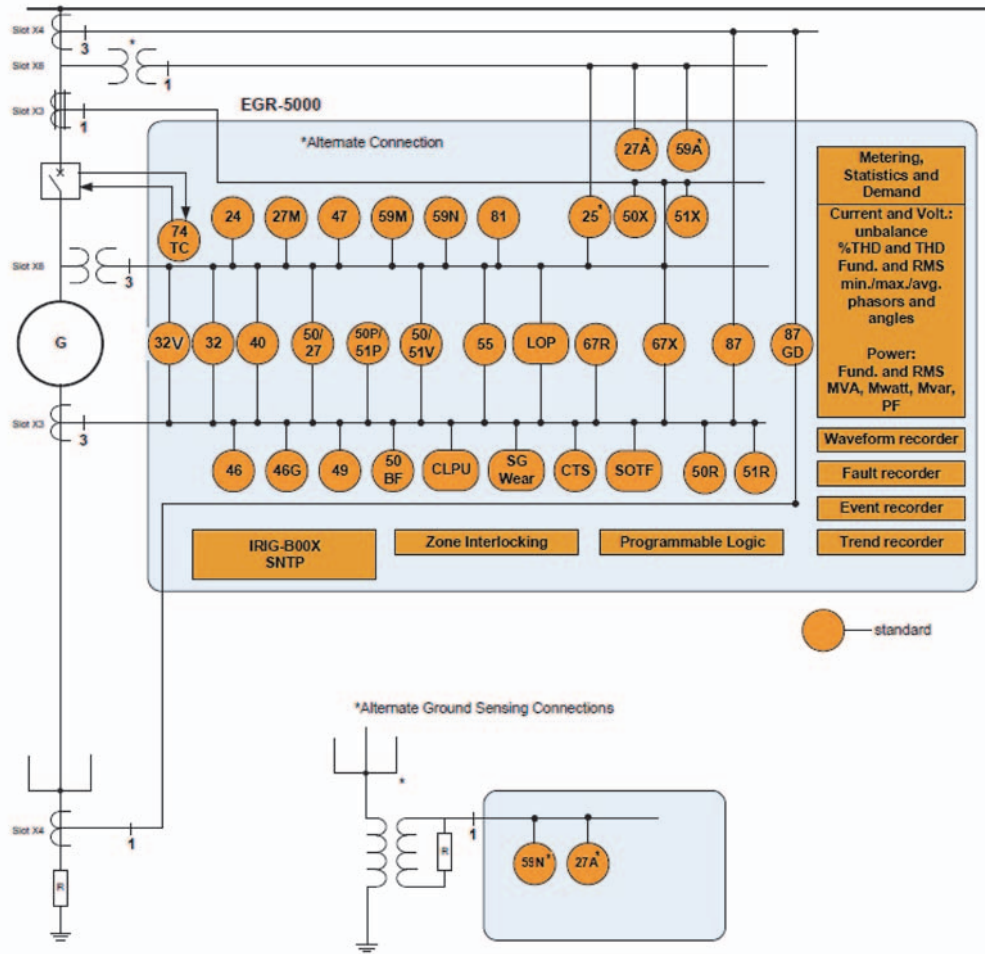 Slot X4
3
*
Slot X6
1
Slot X3
1
EGR-5000
*Alternate Connection
27A*
59A*
Metering,
Statistics and
Demand
Current and Volt.:
unbalance
%THD and THD
Fund. and RMS
min./max./avg.
phasors and
angles
Power:
Fund. and RMS
MVA, Mwatt, Mvar,
PF
74
TC
24
27M
47
59M
59N
81
25*
50X
51X
Slot X6
3
G
32V
32
40
50/
27
50P/
51P
50/
51V
55
LOP
67R
67X
87
87
GD
Slot X3
3
46
46G
49
50
BF
CLPU
SG
Wear
CTS
SOTF
50R
51R
Waveform recorder
Fault recorder
Event recorder
Trend recorder
IRIG-B00X
SNTP
Zone Interlocking
Programmable Logic
standard
*Alternate Ground Sensing Connections
*
Slot X4
1
R
R
1
59N*
27A*